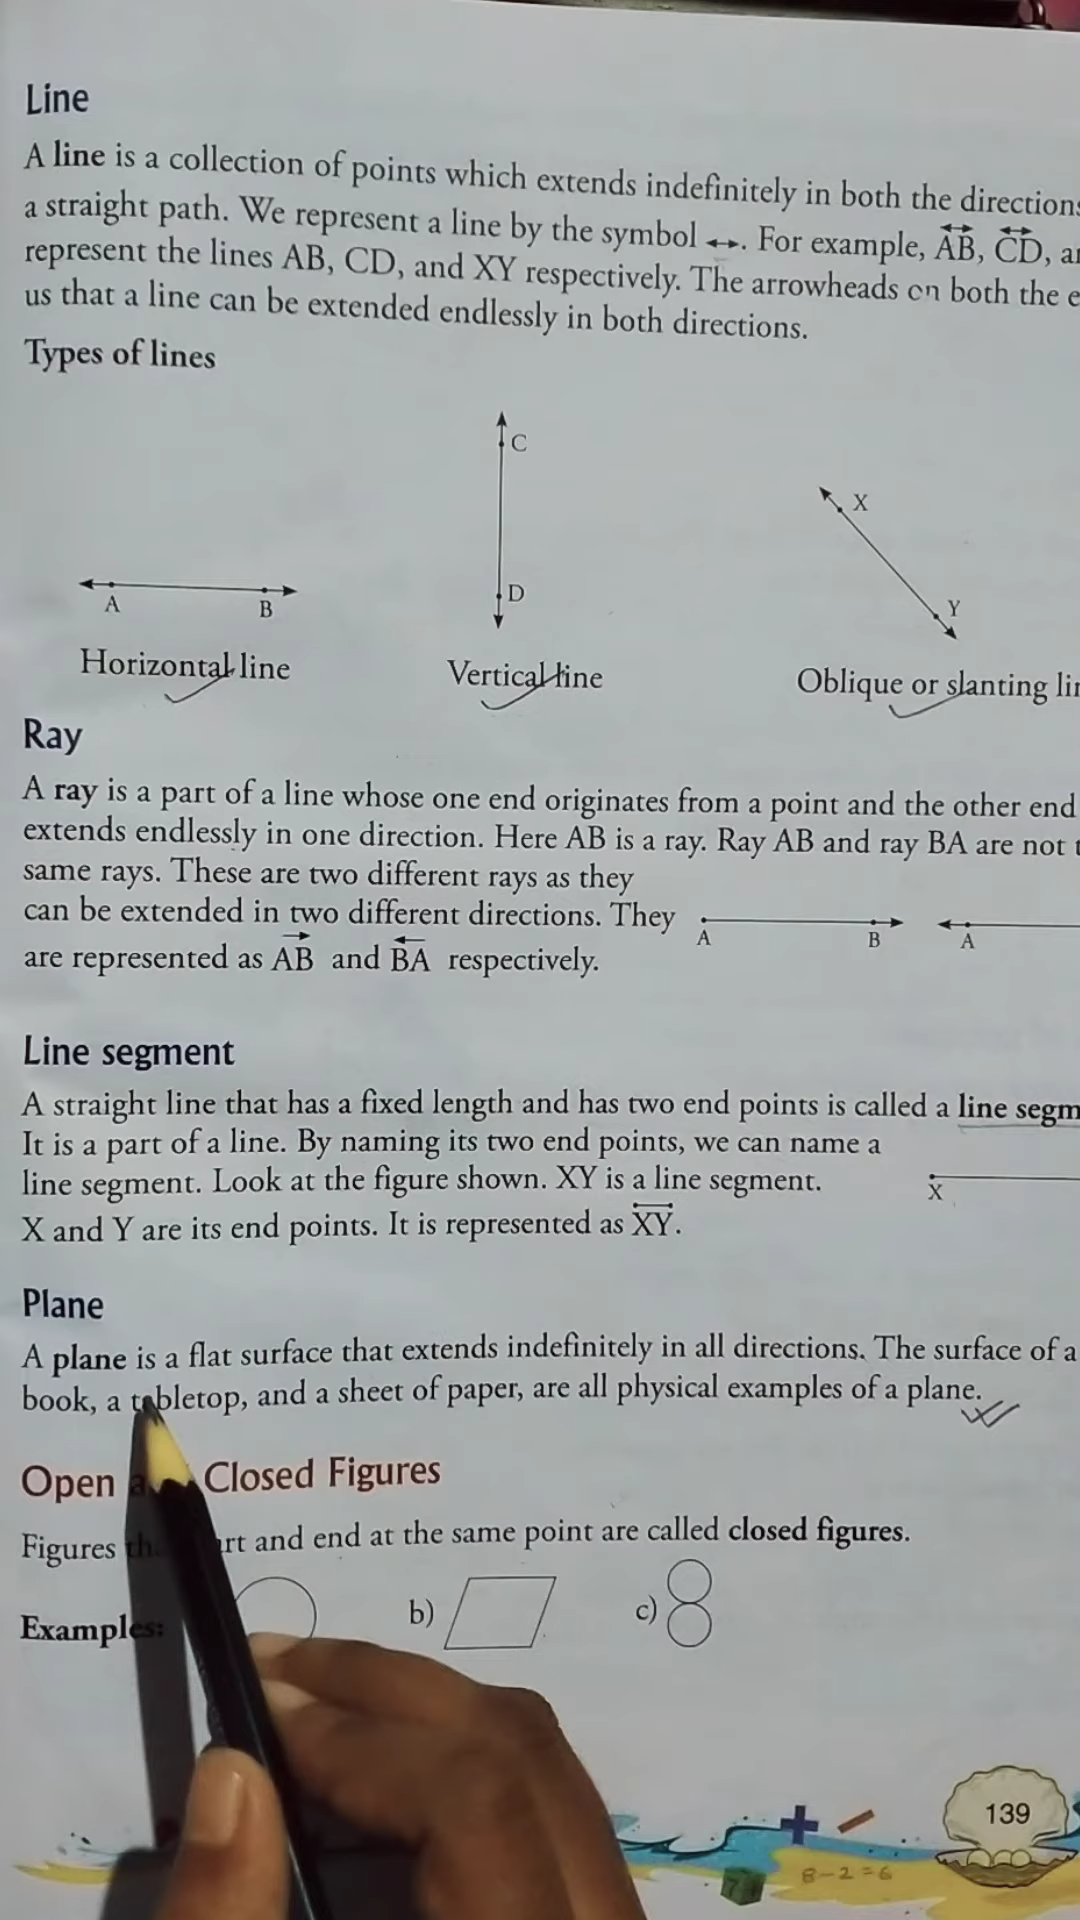 Line
A line is a collection of points which extends indefinitely in both the directions
a straight path. We represent a line by the symbol ↔. For example, AB, CD,
represent the lines AB, CD, and XY respectively. The arrowheads on both the
us that a line can be extended endlessly in both directions.
Types of lines
C
X
D
Y
A B
Horizontal line Vertical line Oblique or slanting
Ray
A ray is a part of a line whose one end originates from a point and the other end
extends endlessly in one direction. Here AB is a ray. Ray AB and ray BA are not
same rays. These are two different rays as they
can be extended in two different directions. They
A B A
are represented as AB and BA respectively.
Line segment
A straight line that has a fixed length and has two end points is called a line segm
It is a part of a line. By naming its two end points, we can name a
line segment. Look at the figure shown. XY is a line segment.
X
X and Y are its end points. It is represented as XY.
Plane
A plane is a flat surface that extends indefinitely in all directions. The surface of a
book, a tabletop, and a sheet of paper, are all physical examples of a plane.
Open Closed Figures
Figures and end at the same point are called closed figures.
Examples: b) c)
139
8-2=6